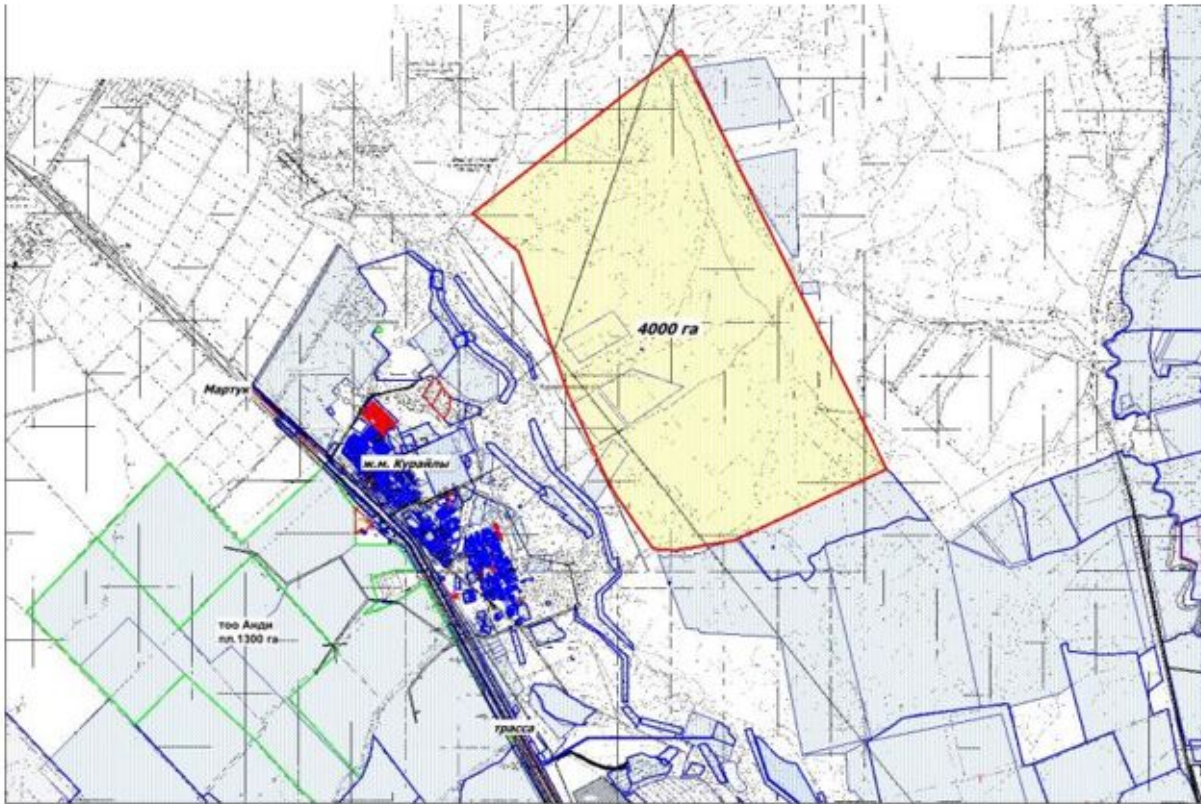 4000 га
Мартук
ж.м. Курайлы
тоо Анди
пл.1300 га
трасса